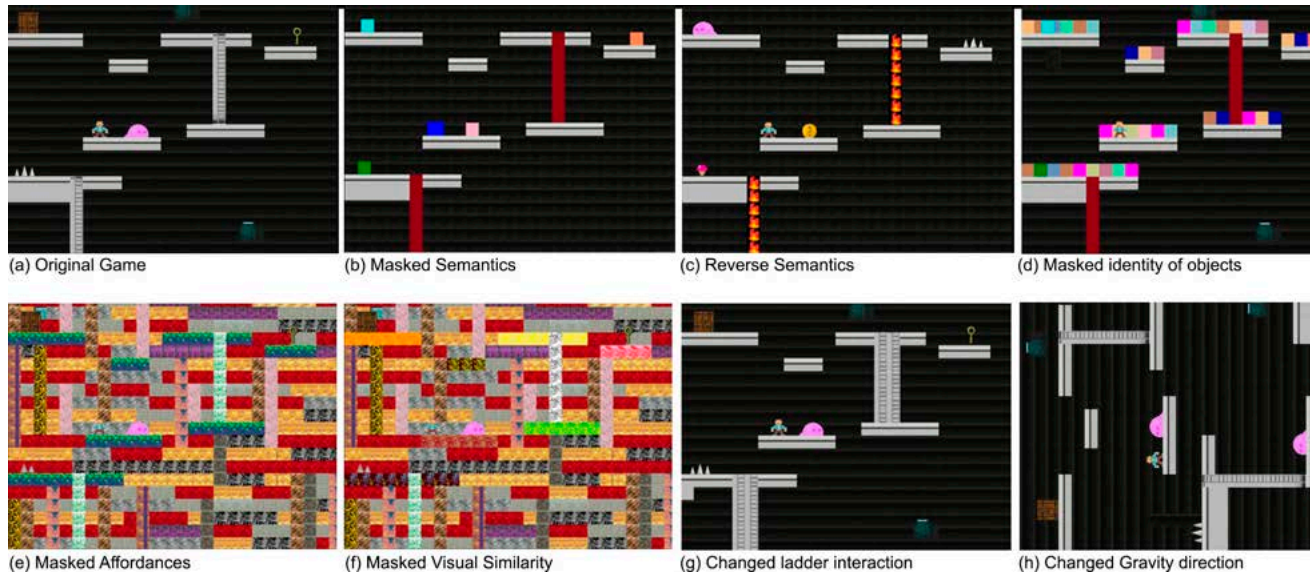 (a) Original Game
(b) Masked Semantics
(c) Reverse Semantics
(d) Masked identity of objects
(e) Masked Affordances
(f) Masked Visual Similarity
(g) Changed ladder interaction
(h) Changed Gravity direction